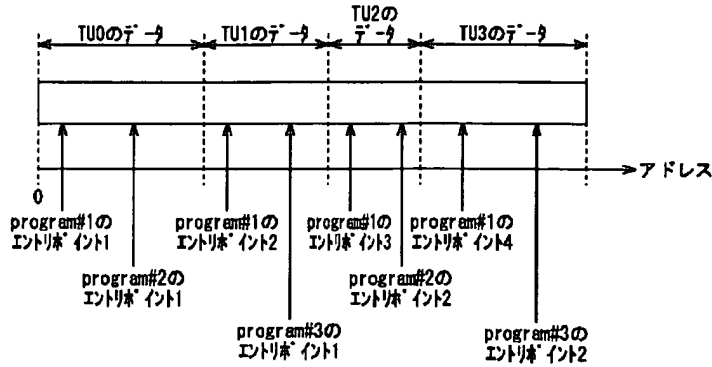 TU0のﾃﾞｰﾀ
TU1のﾃﾞｰﾀ
TU2の
ﾃﾞｰﾀ
TU3のﾃﾞｰﾀ
アドレス
0
program#1の
ｴﾝﾄﾘﾎﾟｲﾝﾄ1
program#1の
ｴﾝﾄﾘﾎﾟｲﾝﾄ2
program#1の
ｴﾝﾄﾘﾎﾟｲﾝﾄ3
program#1の
ｴﾝﾄﾘﾎﾟｲﾝﾄ4
program#2の
ｴﾝﾄﾘﾎﾟｲﾝﾄ1
program#2の
ｴﾝﾄﾘﾎﾟｲﾝﾄ2
program#3の
ｴﾝﾄﾘﾎﾟｲﾝﾄ1
program#3の
ｴﾝﾄﾘﾎﾟｲﾝﾄ2